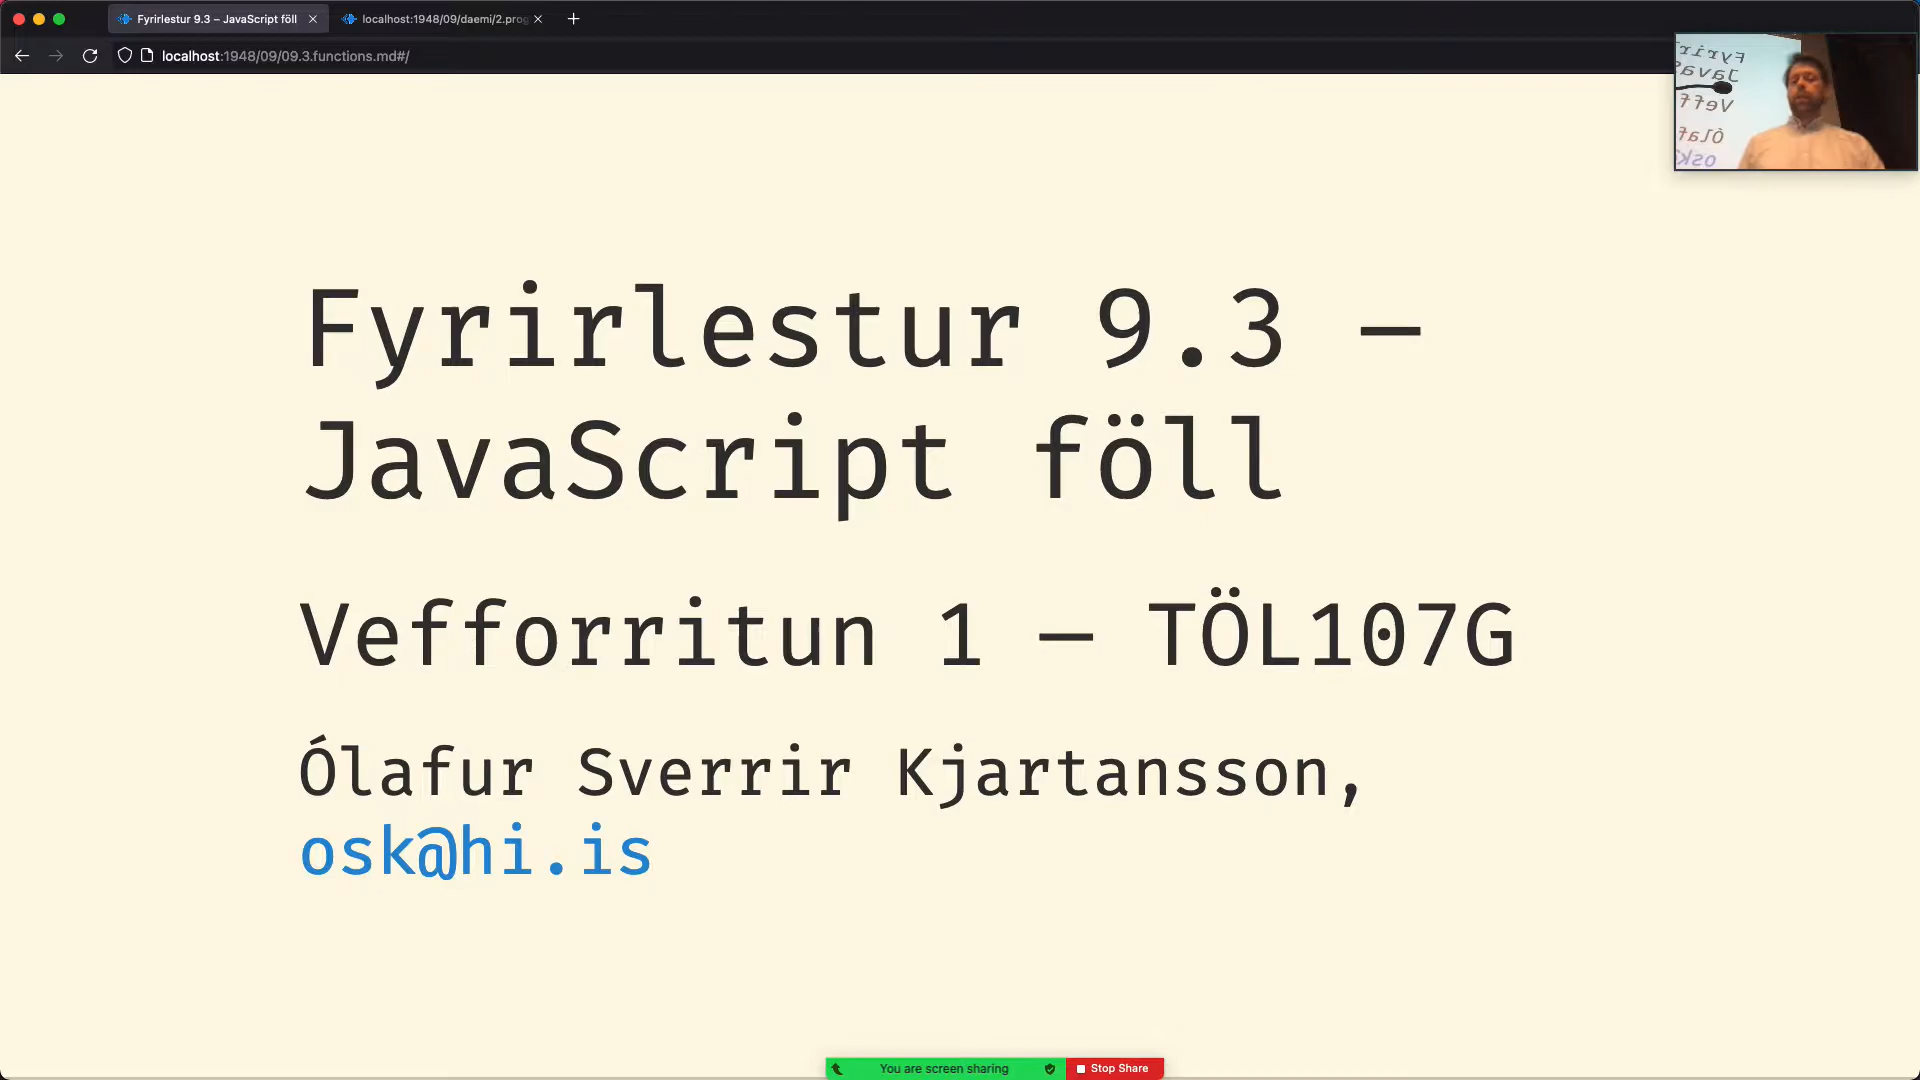 Fyrirlestur 9.3 – JavaScript föll
localhost:1948/09/daemi/2.prog
localhost:1948/09/09.3.functions.md#/
Fyrirlestur 9.3 —
JavaScript föll
Vefforritun 1 — TÖL107G
Ólafur Sverrir Kjartansson,
osk@hi.is
You are screen sharing
Stop Share